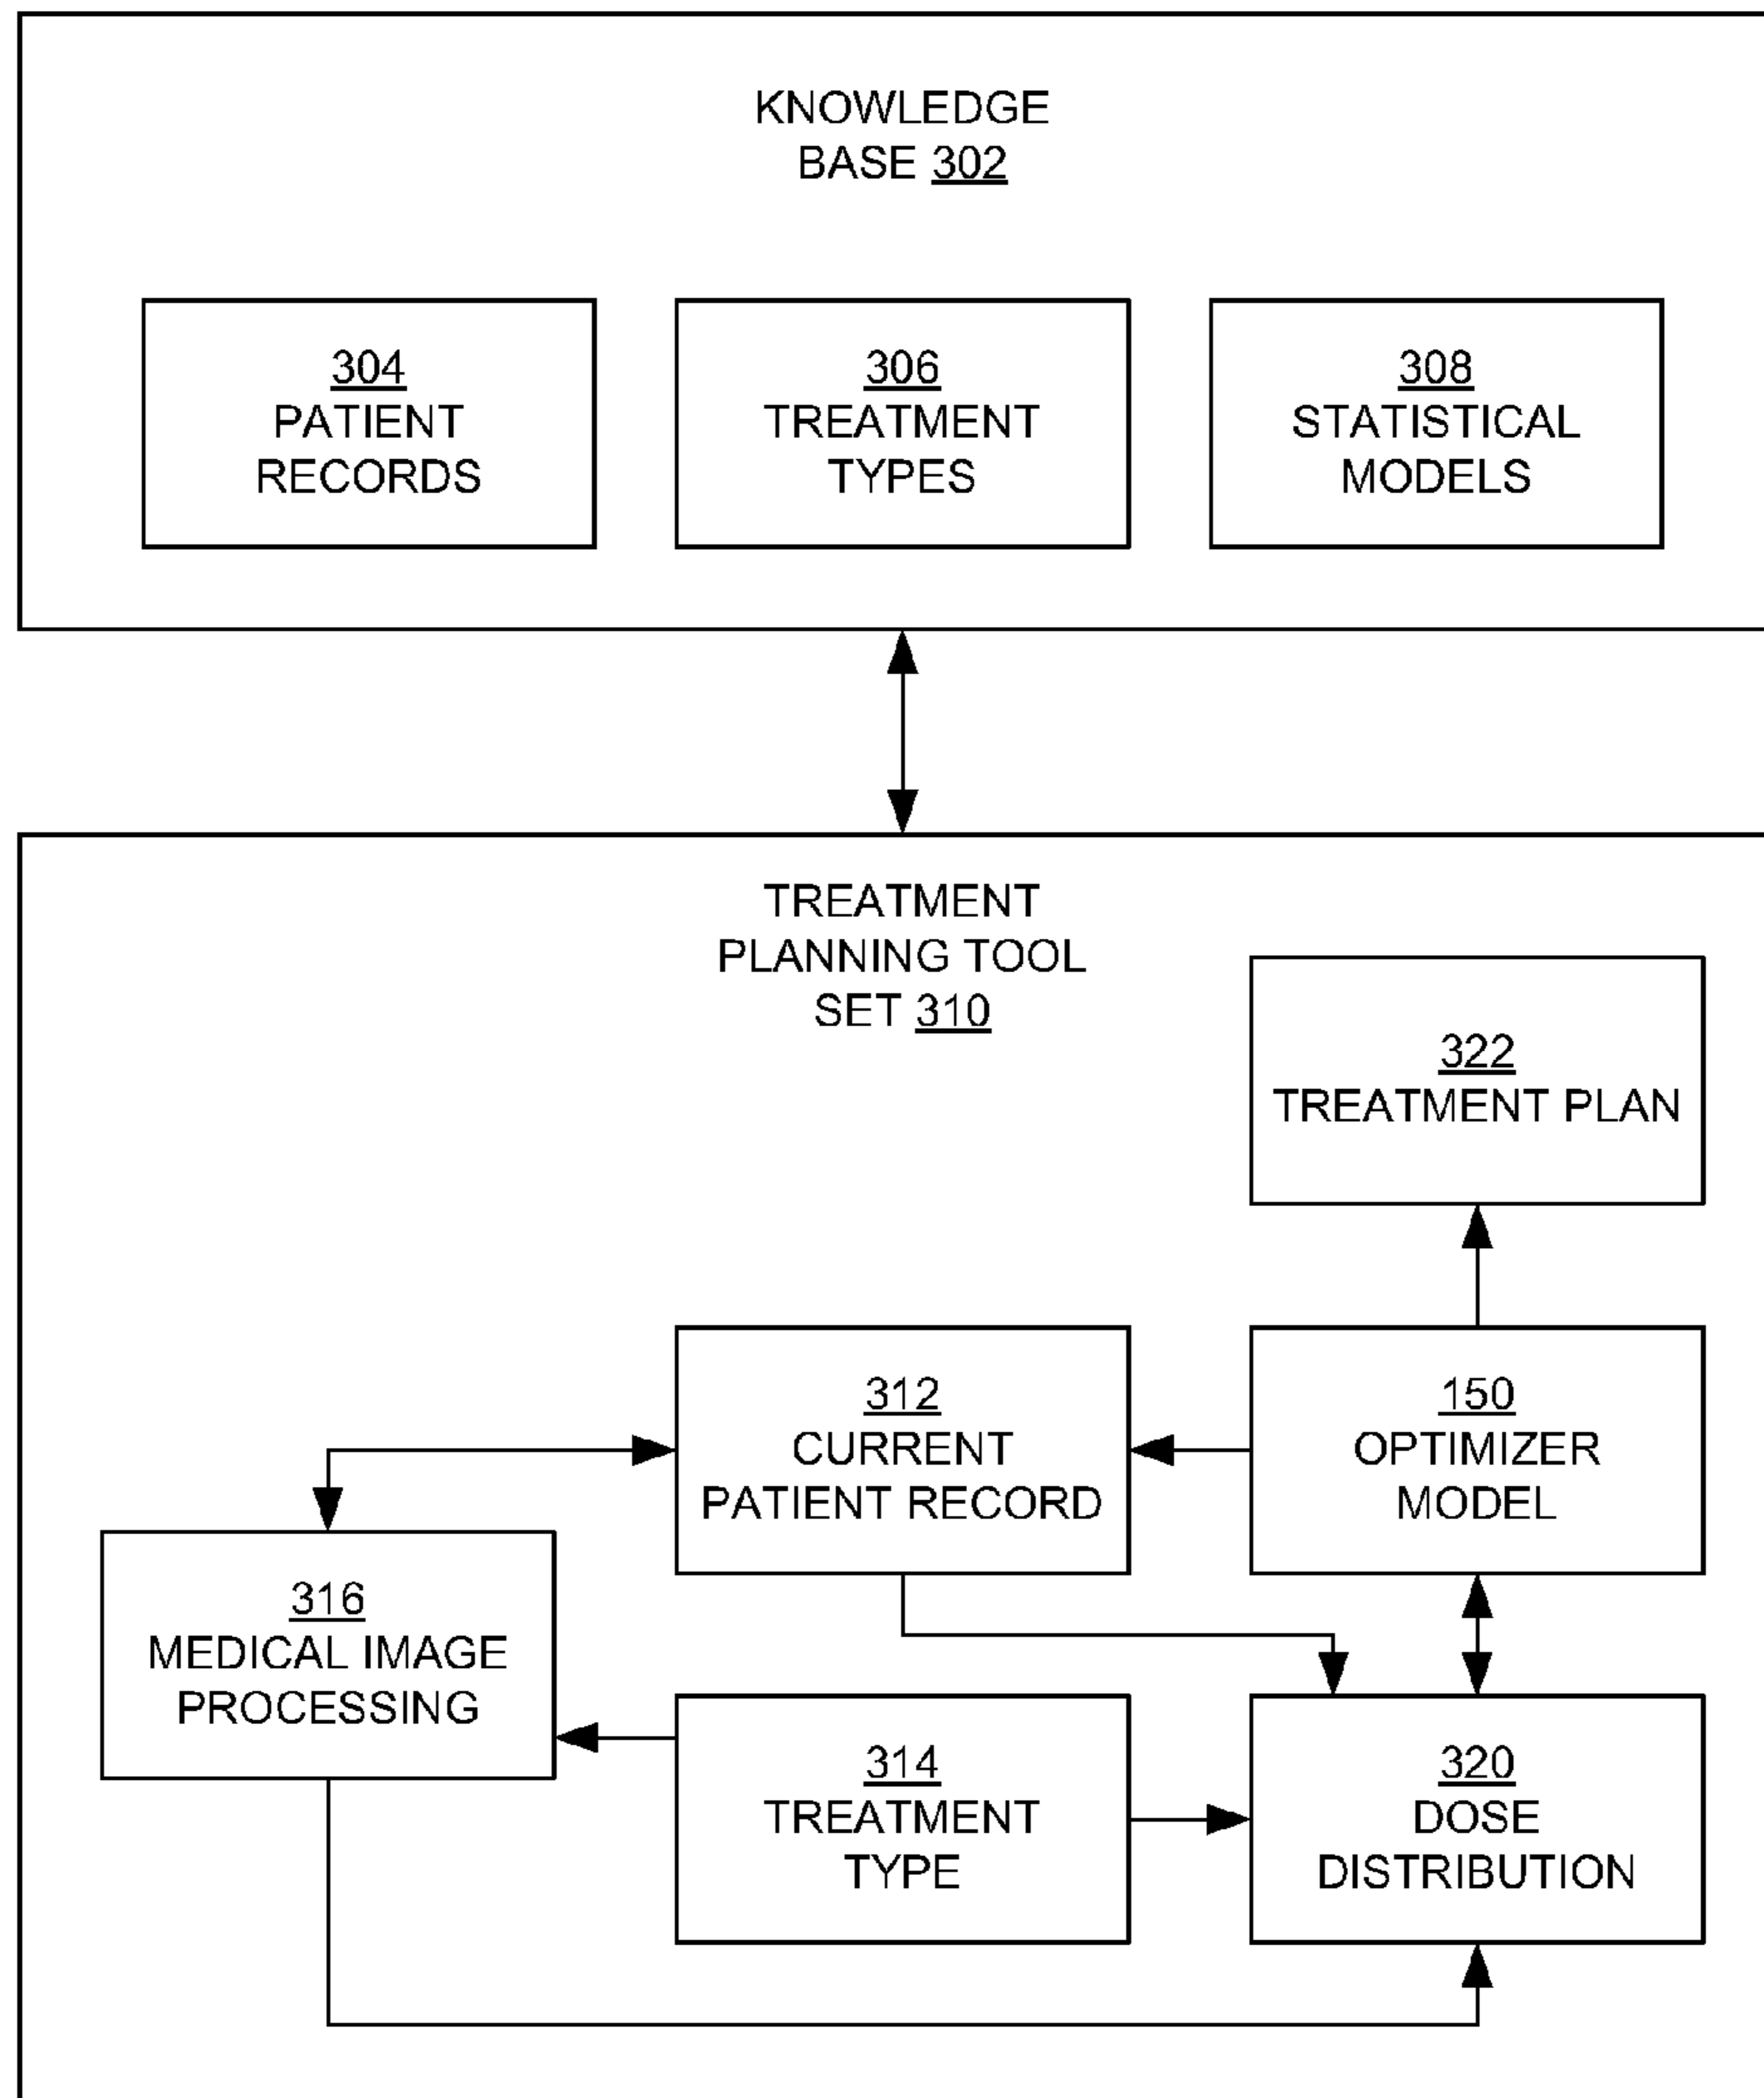 KNOWLEDGE
BASE 302
304
PATIENT
RECORDS
306
TREATMENT
TYPES
308
STATISTICAL
MODELS
TREATMENT
PLANNING TOOL
SET 310
322
TREATMENT PLAN
312
CURRENT
PATIENT RECORD
150
OPTIMIZER
MODEL
316
MEDICAL IMAGE
PROCESSING
314
TREATMENT
TYPE
320
DOSE
DISTRIBUTION